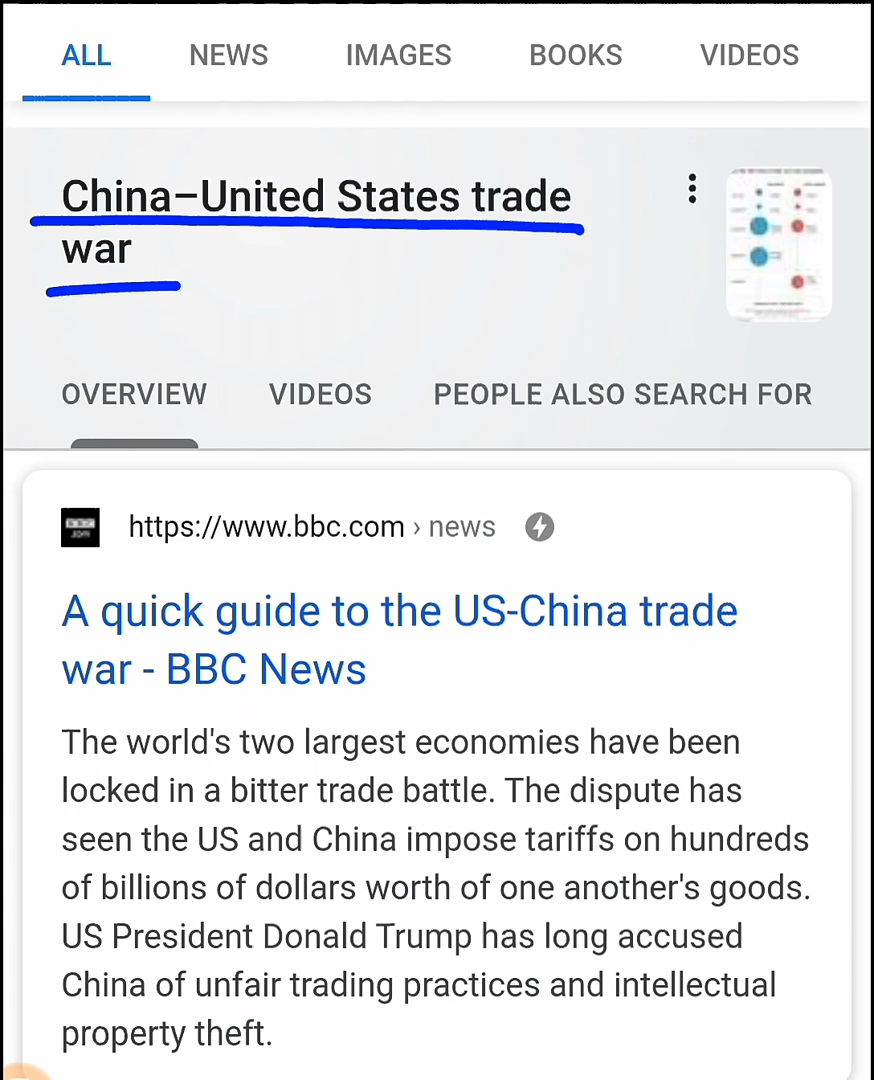 ALL NEWS IMAGES BOOKS VIDEOS
China–United States trade
war
OVERVIEW VIDEOS PEOPLE ALSO SEARCH FOR
https://www.bbc.com › news
A quick guide to the US-China trade
war - BBC News
The world's two largest economies have been
locked in a bitter trade battle. The dispute has
seen the US and China impose tariffs on hundreds
of billions of dollars worth of one another's goods.
US President Donald Trump has long accused
China of unfair trading practices and intellectual
property theft.